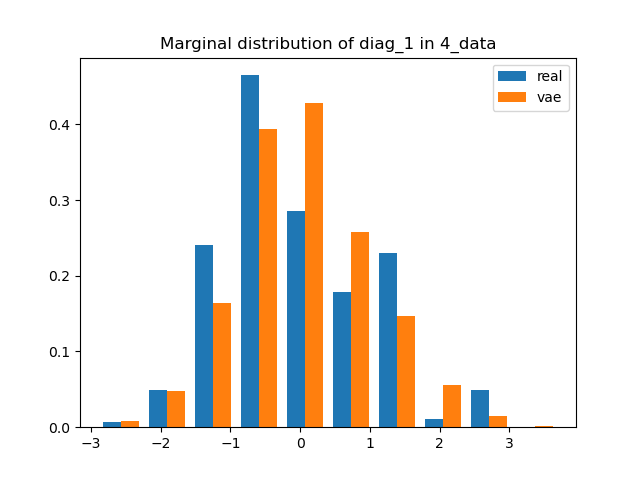 Marginal distribution of diag_1 in 4_data
real
vae
0.4
0.3
0.2
0.1
0.0
−3 −2 −1 0 1 2 3